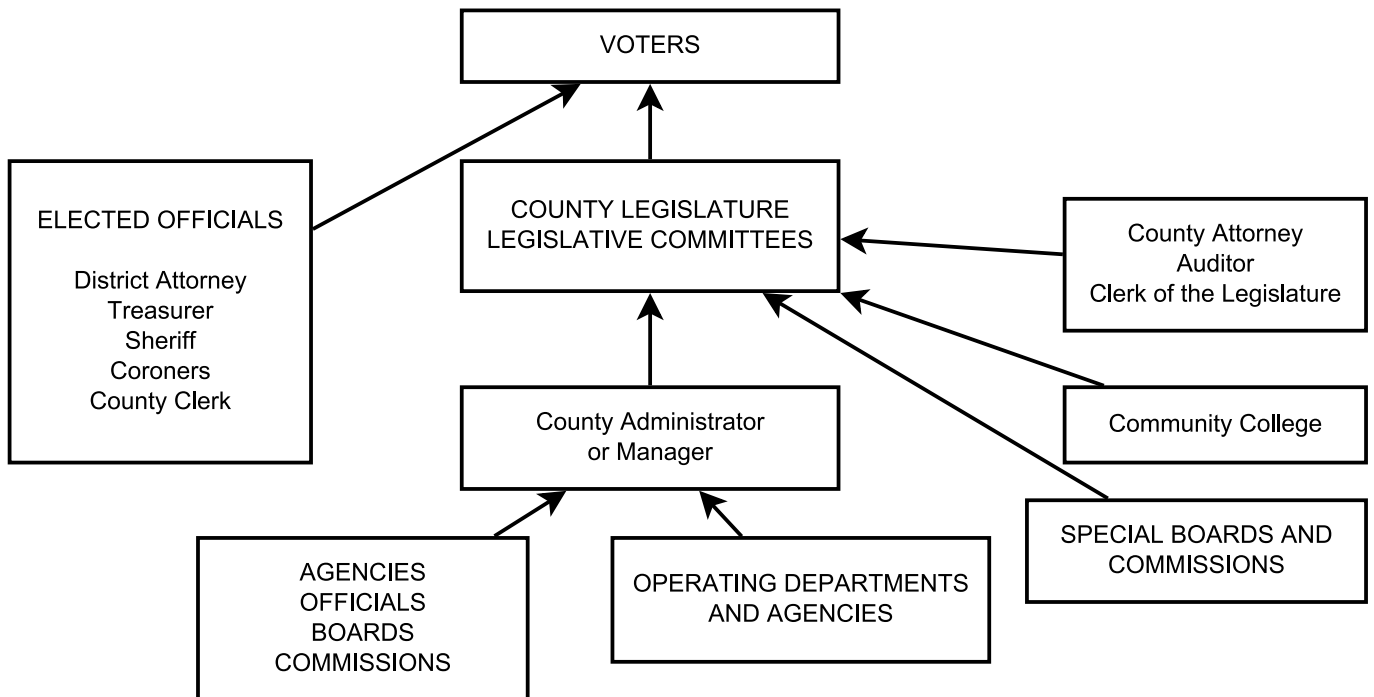 VOTERS
ELECTED OFFICIALS
District Attorney
Treasurer
Sheriff
Coroners
County Clerk
COUNTY LEGISLATURE
LEGISLATIVE COMMITTEES
County Attorney
Auditor
Clerk of the Legislature
County Administrator
or Manager
Community College
SPECIAL BOARDS AND
COMMISSIONS
AGENCIES
OFFICIALS
BOARDS
COMMISSIONS
OPERATING DEPARTMENTS
AND AGENCIES